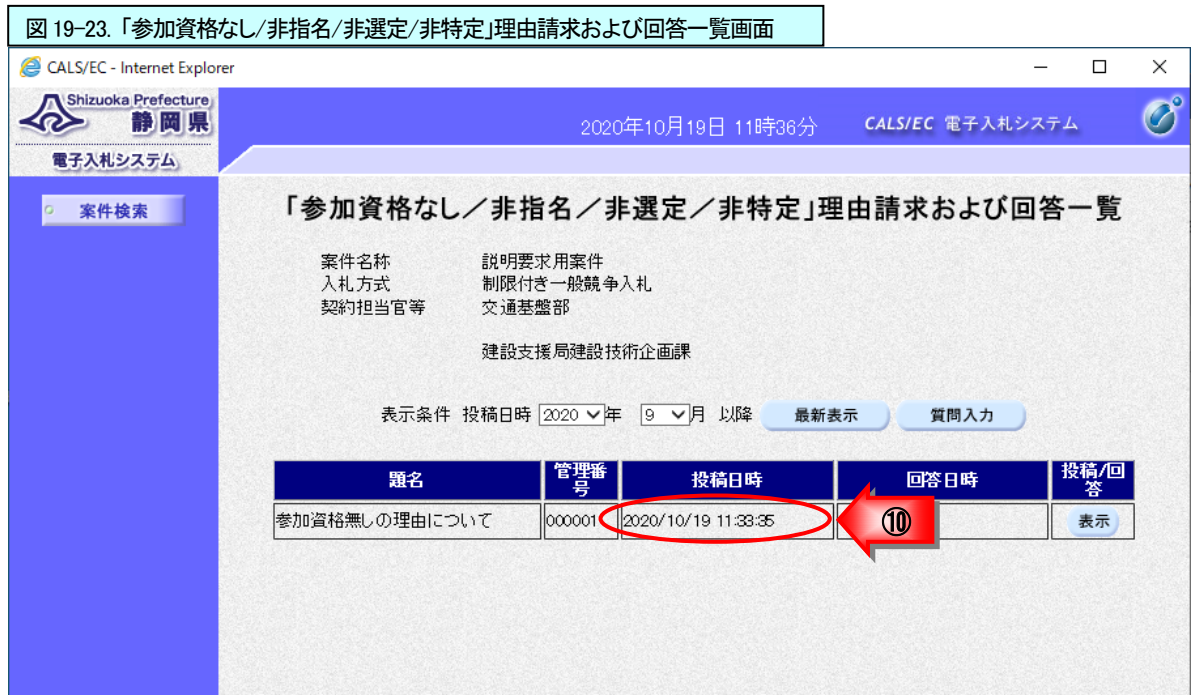 図 19-23.「参加資格なし/非指名/非選定/非特定」理由請求および回答一覧画面
CALS/EC - Internet Explorer
Shizuoka Prefecture
静岡県
電子入札システム
2020年10月19日 11時36分
CALS/EC 電子入札システム
案件検索
「参加資格なし／非指名／非選定／非特定」理由請求および回答一覧
案件名称 説明要求用案件
入札方式 制限付き一般競争入札
契約担当官等 交通基盤部
建設支援局建設技術企画課
表示条件 投稿日時 2020 年 9 月 以降 最新表示 質問入力
題名 管理番号 投稿日時 回答日時 投稿/回答
参加資格無しの理由について 000001 2020/10/19 11:33:35 ⑩ 表示